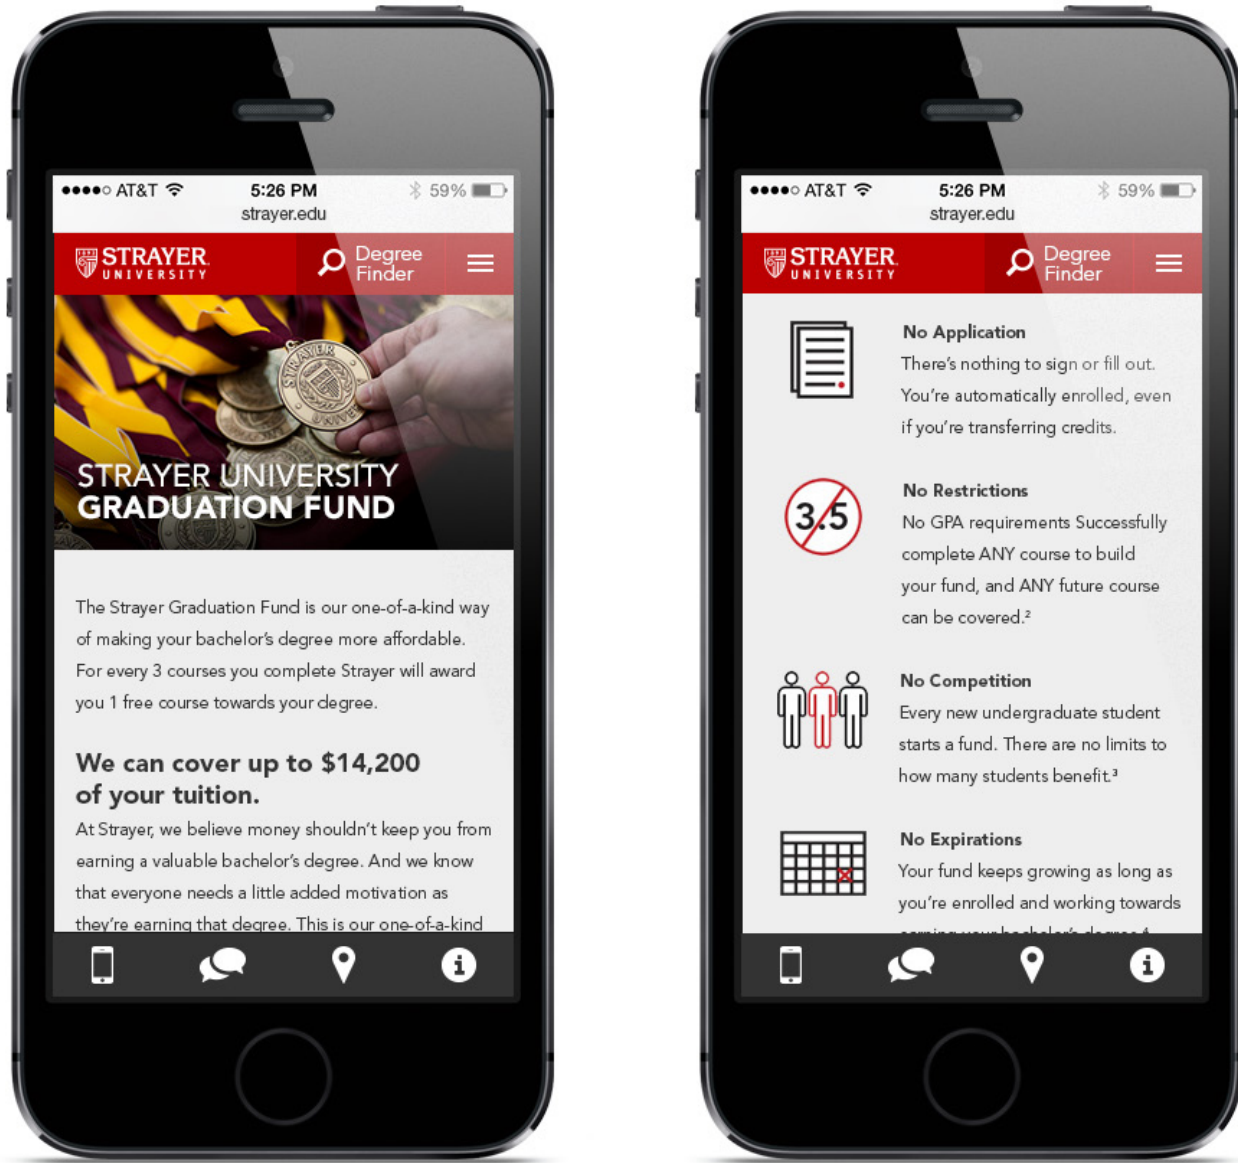 AT&T 5:26 PM 59%
strayer.edu
STRAYER
UNIVERSITY
Degree
Finder
STRAYER
UNIVERSITY
STRAYER UNIVERSITY
GRADUATION FUND
The Strayer Graduation Fund is our one-of-a-kind way
of making your bachelor's degree more affordable.
For every 3 courses you complete Strayer will award
you 1 free course towards your degree.
We can cover up to $14,200
of your tuition.
At Strayer, we believe money shouldn't keep you from
earning a valuable bachelor's degree. And we know
that everyone needs a little added motivation as
they're earning that degree. This is our one-of-a-kind
AT&T 5:26 PM 59%
strayer.edu
STRAYER
UNIVERSITY
Degree
Finder
No Application
There's nothing to sign or fill out.
You're automatically enrolled, even
if you're transferring credits.
3.5
No Restrictions
No GPA requirements Successfully
complete ANY course to build
your fund, and ANY future course
can be covered.²
No Competition
Every new undergraduate student
starts a fund. There are no limits to
how many students benefit.³
No Expirations
Your fund keeps growing as long as
you're enrolled and working towards
earning your bachelor's degree.⁴